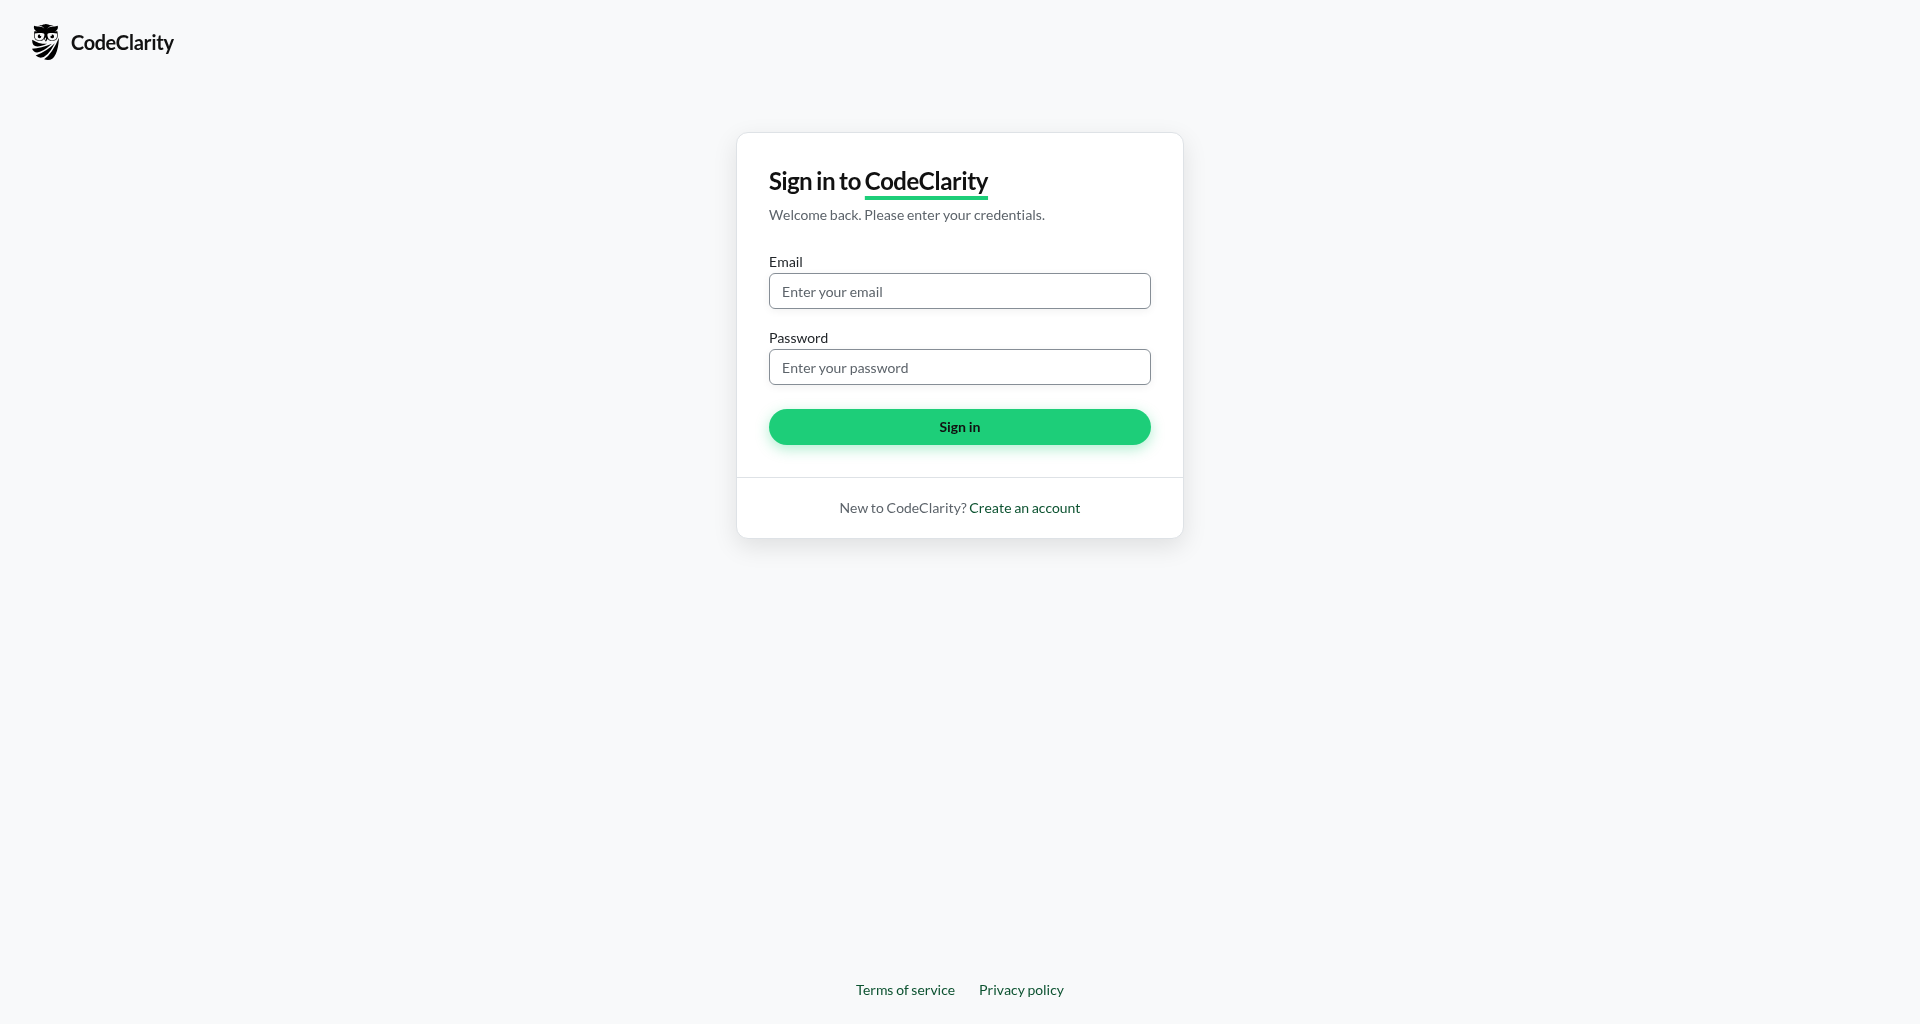 CodeClarity
Sign in to CodeClarity
Welcome back. Please enter your credentials.
Email
Enter your email
Password
Enter your password
Sign in
New to CodeClarity? Create an account
Terms of service Privacy policy